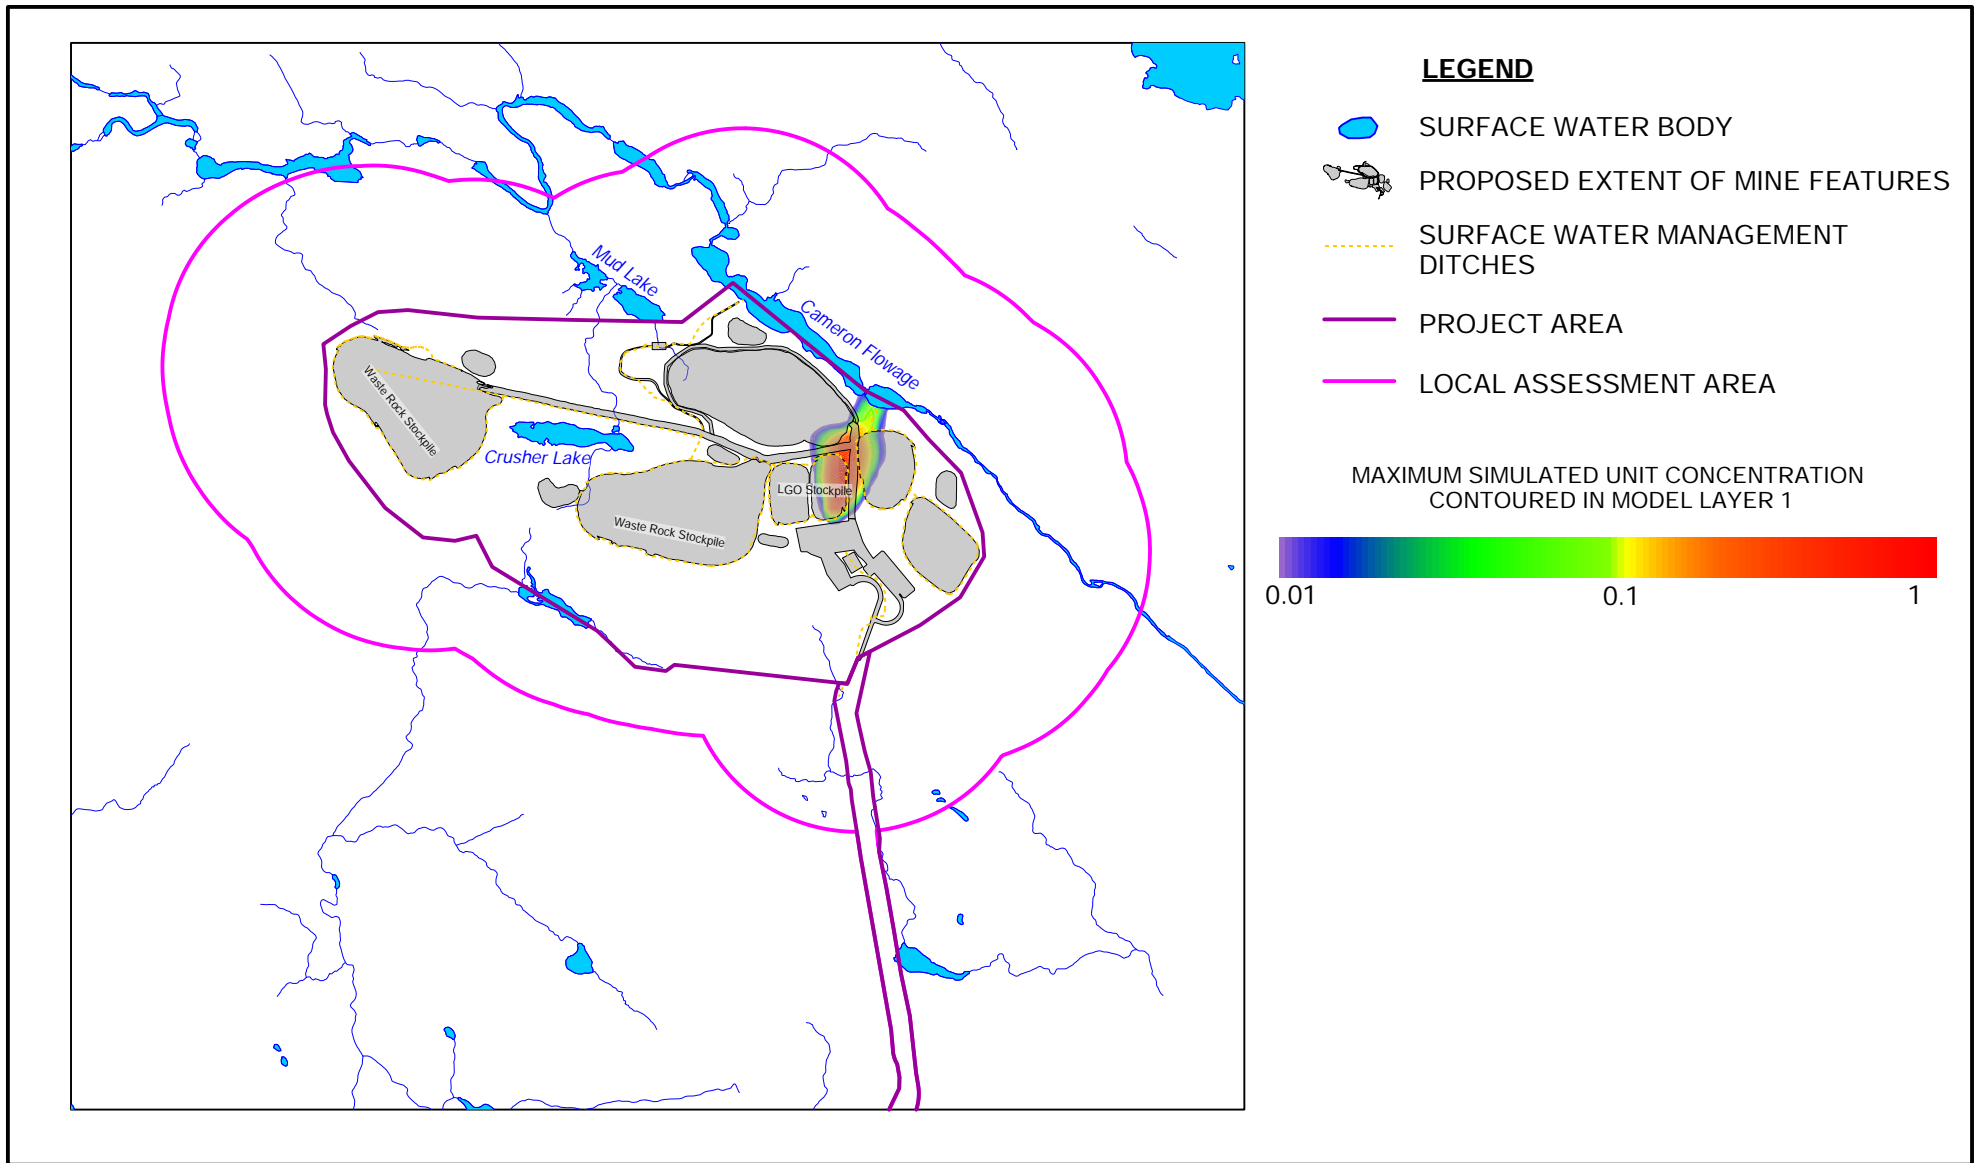 LEGEND
SURFACE WATER BODY
PROPOSED EXTENT OF MINE FEATURES
SURFACE WATER MANAGEMENT
DITCHES
PROJECT AREA
LOCAL ASSESSMENT AREA
MAXIMUM SIMULATED UNIT CONCENTRATION
CONTOURED IN MODEL LAYER 1
0.01 0.1 1
Mud Lake
Cameron Flowage
Waste Rock Stockpile
Crusher Lake
LGO Stockpile
Waste Rock Stockpile